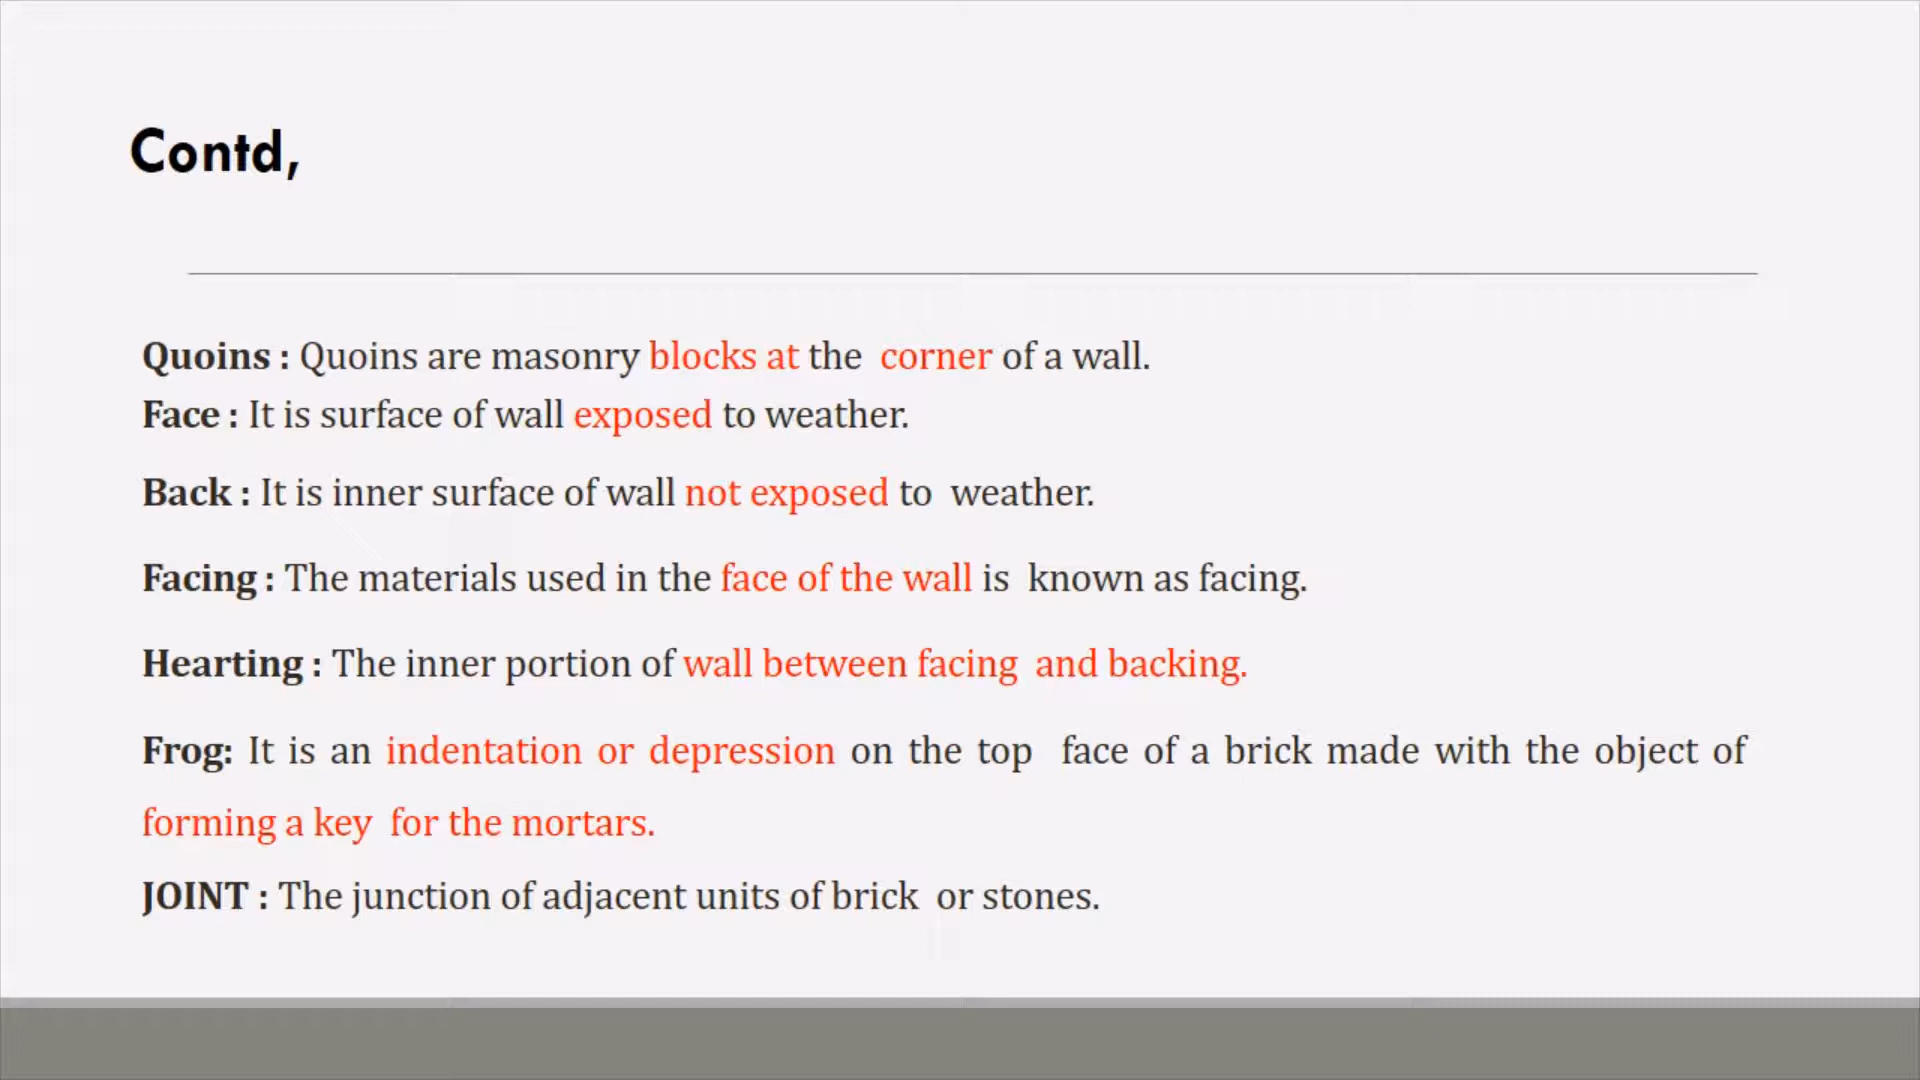 Contd,
Quoins : Quoins are masonry blocks at the corner of a wall.
Face : It is surface of wall exposed to weather.
Back : It is inner surface of wall not exposed to weather.
Facing : The materials used in the face of the wall is known as facing.
Hearting : The inner portion of wall between facing and backing.
Frog: It is an indentation or depression on the top face of a brick made with the object of
forming a key for the mortars.
JOINT : The junction of adjacent units of brick or stones.